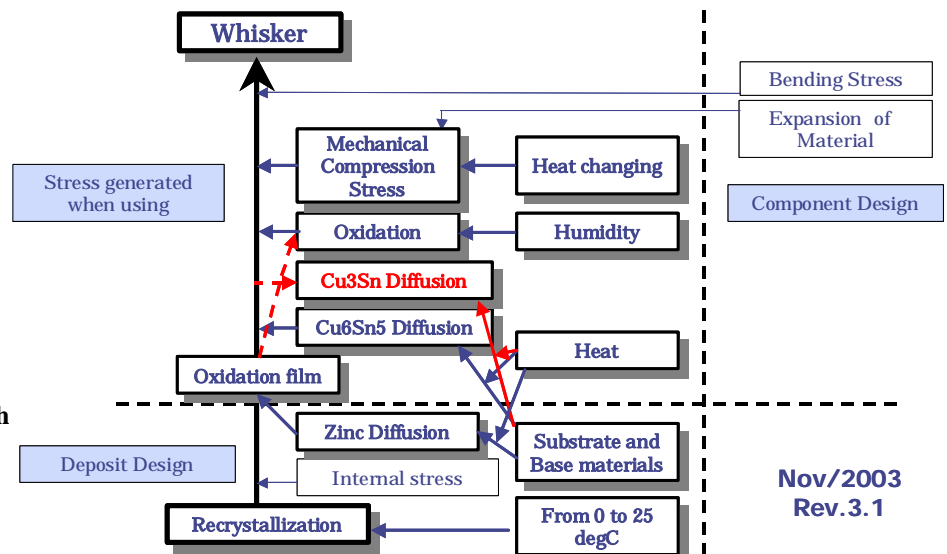 Whisker
Bending Stress
Expansion of
Material
Mechanical
Compression
Stress
Heat changing
Stress generated
when using
Component Design
Oxidation
Humidity
Cu3Sn Diffusion
Cu6Sn5 Diffusion
Heat
Oxidation film
h
Zinc Diffusion
Substrate and
Base materials
Deposit Design
Internal stress
Nov/2003
Rev.3.1
Recrystallization
From 0 to 25
degC